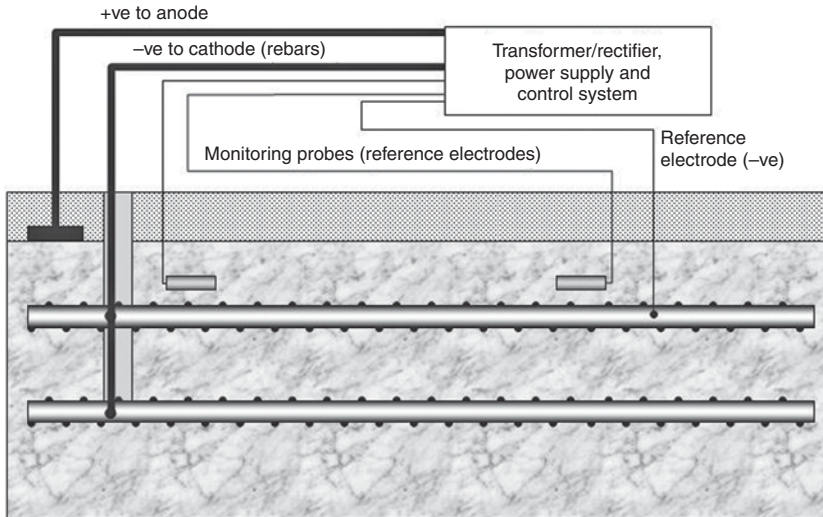 +ve to anode
–ve to cathode (rebars)
Transformer/rectifier,
power supply and
control system
Monitoring probes (reference electrodes)
Reference
electrode (–ve)